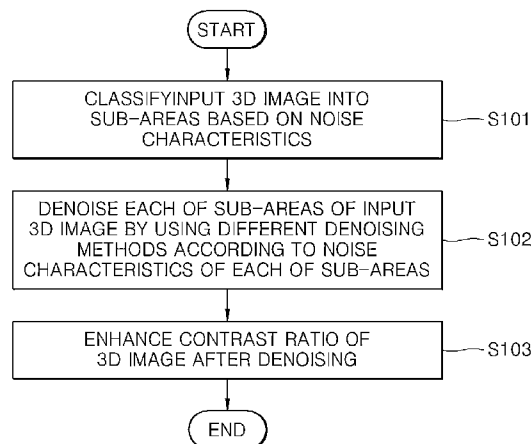 START
CLASSIFYINPUT 3D IMAGE INTO
SUB-AREAS BASED ON NOISE
CHARACTERISTICS
S101
DENOISE EACH OF SUB-AREAS OF INPUT
3D IMAGE BY USING DIFFERENT DENOISING
METHODS ACCORDING TO NOISE
CHARACTERISTICS OF EACH OF SUB-AREAS
S102
ENHANCE CONTRAST RATIO OF
3D IMAGE AFTER DENOISING
S103
END